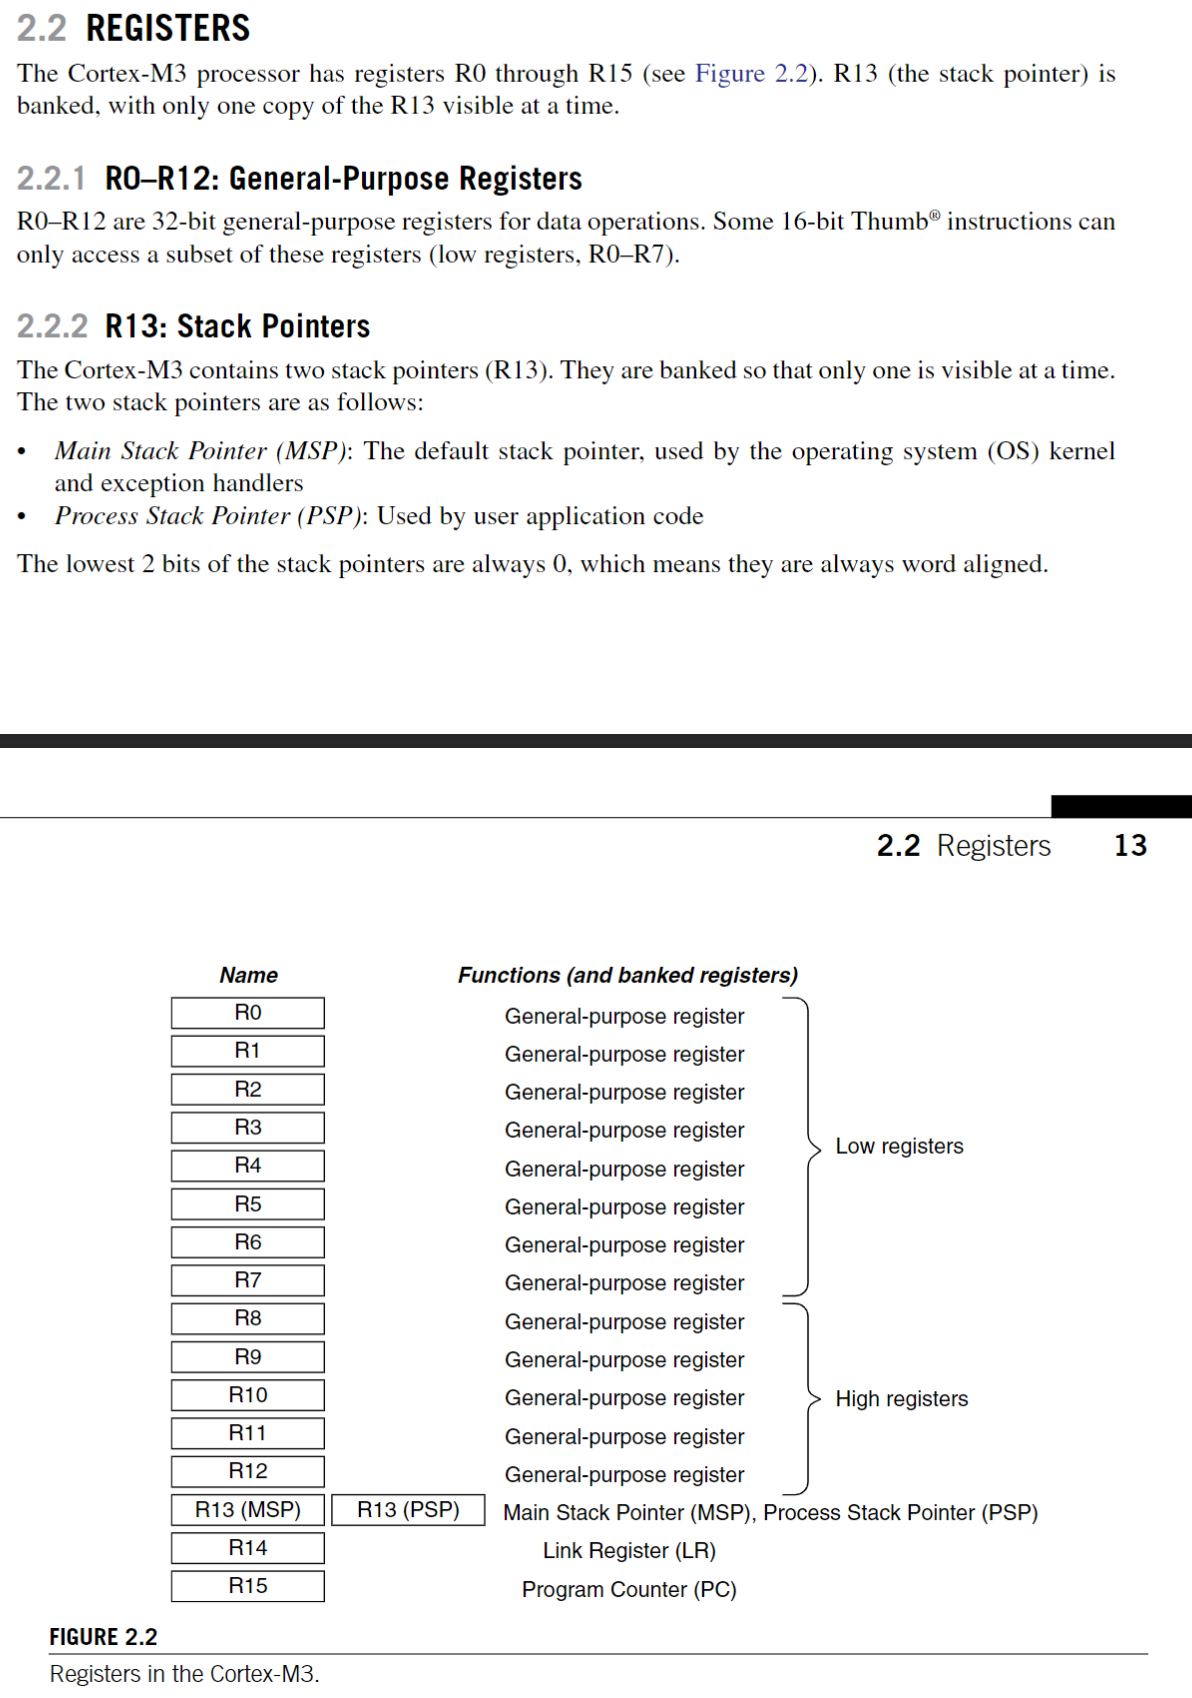 2.2 REGISTERS
The Cortex-M3 processor has registers R0 through R15 (see Figure 2.2). R13 (the stack pointer) is
banked, with only one copy of the R13 visible at a time.
2.2.1 R0–R12: General-Purpose Registers
R0–R12 are 32-bit general-purpose registers for data operations. Some 16-bit Thumb® instructions can
only access a subset of these registers (low registers, R0–R7).
2.2.2 R13: Stack Pointers
The Cortex-M3 contains two stack pointers (R13). They are banked so that only one is visible at a time.
The two stack pointers are as follows:
• Main Stack Pointer (MSP): The default stack pointer, used by the operating system (OS) kernel
and exception handlers
• Process Stack Pointer (PSP): Used by user application code
The lowest 2 bits of the stack pointers are always 0, which means they are always word aligned.
2.2 Registers 13
Name Functions (and banked registers)
R0 General-purpose register
R1 General-purpose register
R2 General-purpose register
R3 General-purpose register
Low registers
R4 General-purpose register
R5 General-purpose register
R6 General-purpose register
R7 General-purpose register
R8 General-purpose register
R9 General-purpose register
R10 General-purpose register High registers
R11 General-purpose register
R12 General-purpose register
R13 (MSP) R13 (PSP) Main Stack Pointer (MSP), Process Stack Pointer (PSP)
R14 Link Register (LR)
R15 Program Counter (PC)
FIGURE 2.2
Registers in the Cortex-M3.